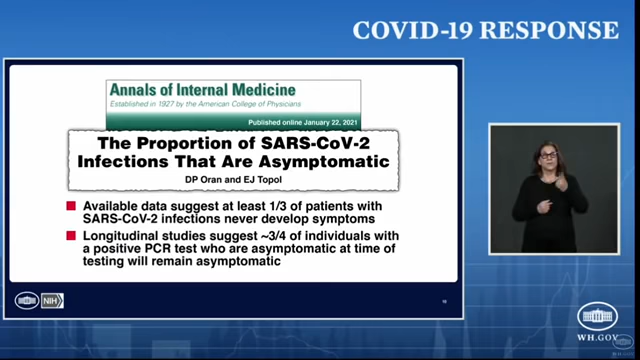 COVID-19 RESPONSE
Annals of Internal Medicine
Established in 1927 by the American College of Physicians
Published online January 22, 2021
The Proportion of SARS-CoV-2
Infections That Are Asymptomatic
DP Oran and EJ Topol
Available data suggest at least 1/3 of patients with
SARS-CoV-2 infections never develop symptoms
Longitudinal studies suggest ~3/4 of individuals with
a positive PCR test who are asymptomatic at time of
testing will remain asymptomatic
NIH
WH.GOV